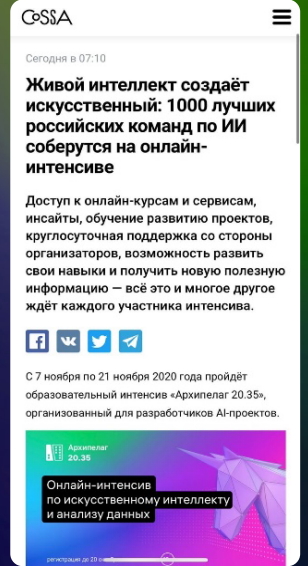 COSSA
Сегодня в 07:10
Живой интеллект создаёт
искусственный: 1000 лучших
российских команд по ИИ
соберутся на онлайн-
интенсиве
Доступ к онлайн-курсам и сервисам,
инсайты, обучение развитию проектов,
круглосуточная поддержка со стороны
организаторов, возможность развить
свои навыки и получить новую полезную
информацию — всё это и многое другое
ждёт каждого участника интенсива.
С 7 ноября по 21 ноября 2020 года пройдёт
образовательный интенсив «Архипелаг 20.35»,
организованный для разработчиков AI-проектов.
Архипелаг
20.35
Онлайн-интенсив
по искусственному интеллекту
и анализу данных
регистрация до 20